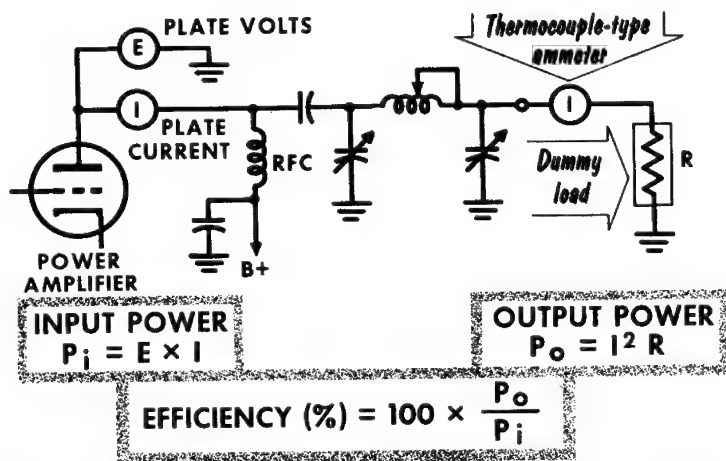 PLATE VOLTS
E
Thermocouple-type
ammeter
I
PLATE
CURRENT
I
RFC
Dummy
load
R
B+
POWER
AMPLIFIER
INPUT POWER
Pi = E × I
OUTPUT POWER
Po = I² R
EFFICIENCY (%) = 100 × Po/Pi